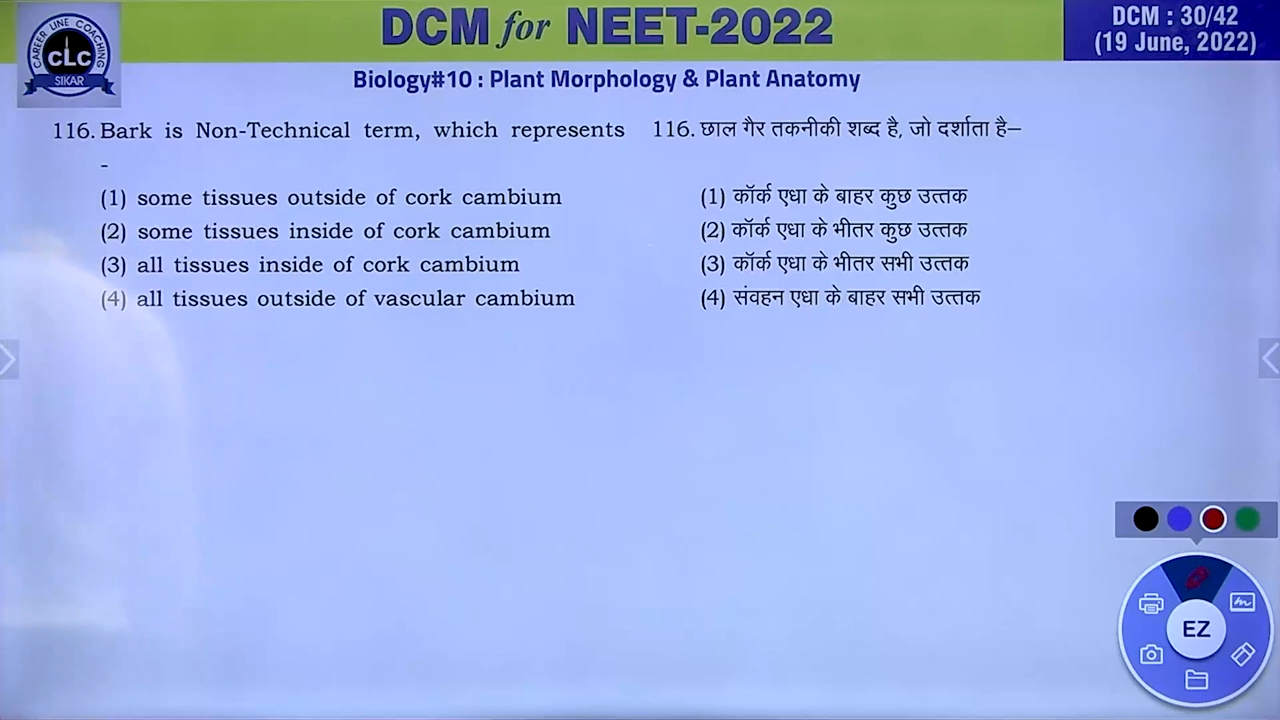 DCM for NEET-2022
DCM : 30/42
(19 June, 2022)
CAREER LINE COACHING
CLC
SIKAR
Biology#10 : Plant Morphology & Plant Anatomy
116. Bark is Non-Technical term, which represents
-
(1) some tissues outside of cork cambium
(2) some tissues inside of cork cambium
(3) all tissues inside of cork cambium
(4) all tissues outside of vascular cambium
116. छाल गैर तकनीकी शब्द है, जो दर्शाता है–
(1) कॉर्क एधा के बाहर कुछ उत्तक
(2) कॉर्क एधा के भीतर कुछ उत्तक
(3) कॉर्क एधा के भीतर सभी उत्तक
(4) संवहन एधा के बाहर सभी उत्तक
EZ